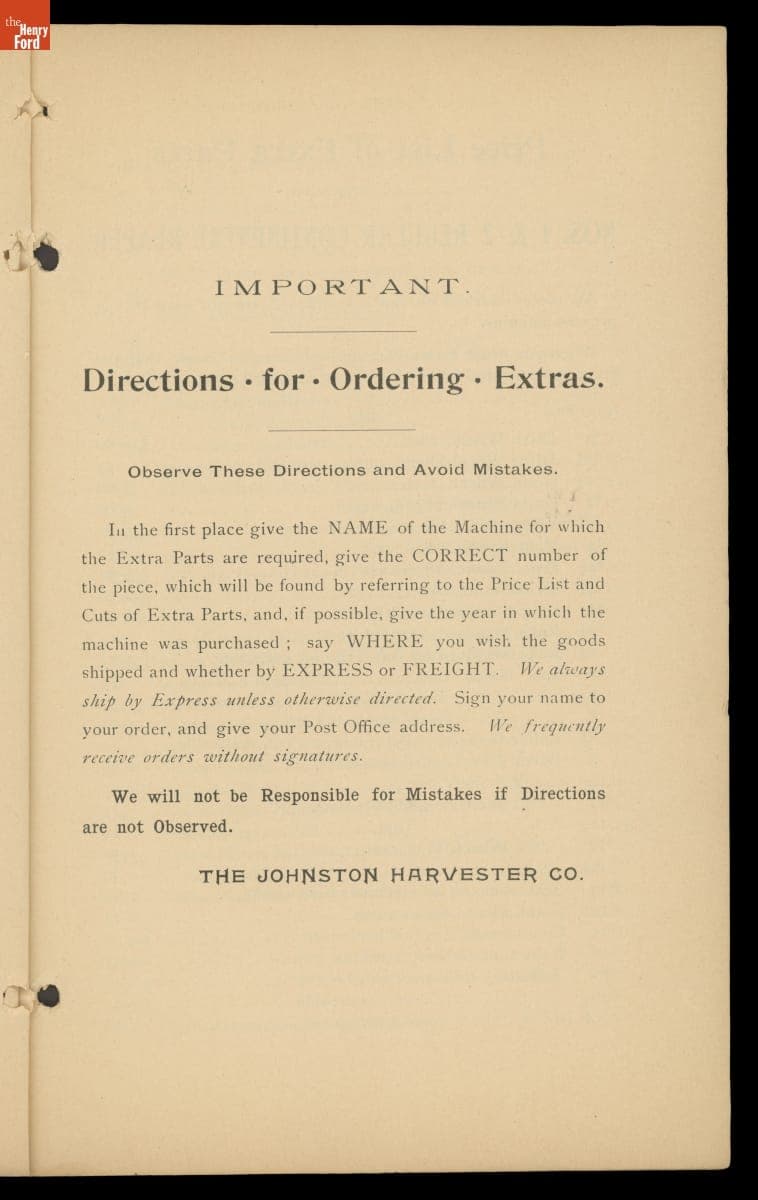 the
Henry
Ford
IMPORTANT.
Directions · for · Ordering · Extras.
Observe These Directions and Avoid Mistakes.
In the first place give the NAME of the Machine for which
the Extra Parts are required, give the CORRECT number of
the piece, which will be found by referring to the Price List and
Cuts of Extra Parts, and, if possible, give the year in which the
machine was purchased ; say WHERE you wish the goods
shipped and whether by EXPRESS or FREIGHT. We always
ship by Express unless otherwise directed. Sign your name to
your order, and give your Post Office address. We frequently
receive orders without signatures.
We will not be Responsible for Mistakes if Directions
are not Observed.
THE JOHNSTON HARVESTER CO.